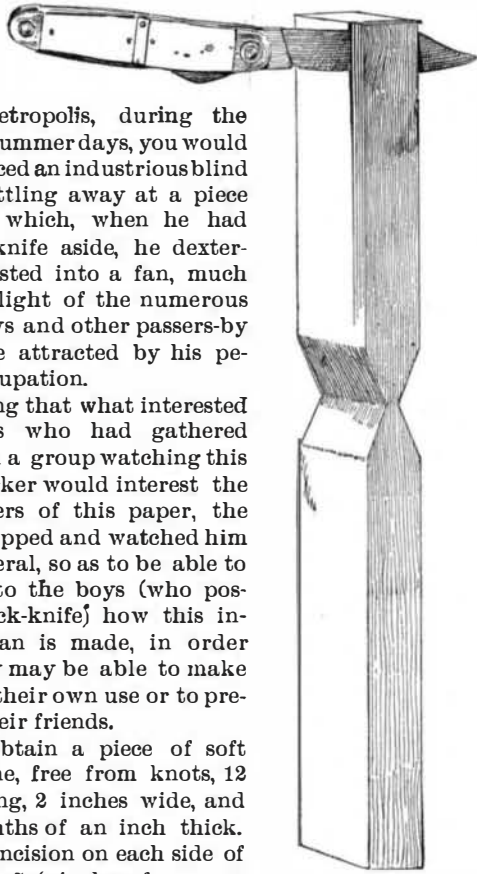 etropolis, during the
ummer days, you would
ced an industrious blind
ttling away at a piece
which, when he had
knife aside, he dexter-
sted into a fan, much
light of the numerous
ys and other passers-by
e attracted by his pe-
upation.
ng that what interested
s who had gathered
a group watching this
ker would interest the
ers of this paper, the
pped and watched him
eral, so as to be able to
to the boys (who pos-
ck-knife) how this in-
an is made, in order
y may be able to make
their own use or to pre-
eir friends.
btain a piece of soft
ne, free from knots, 12
ng, 2 inches wide, and
nths of an inch thick.
ncision on each side of